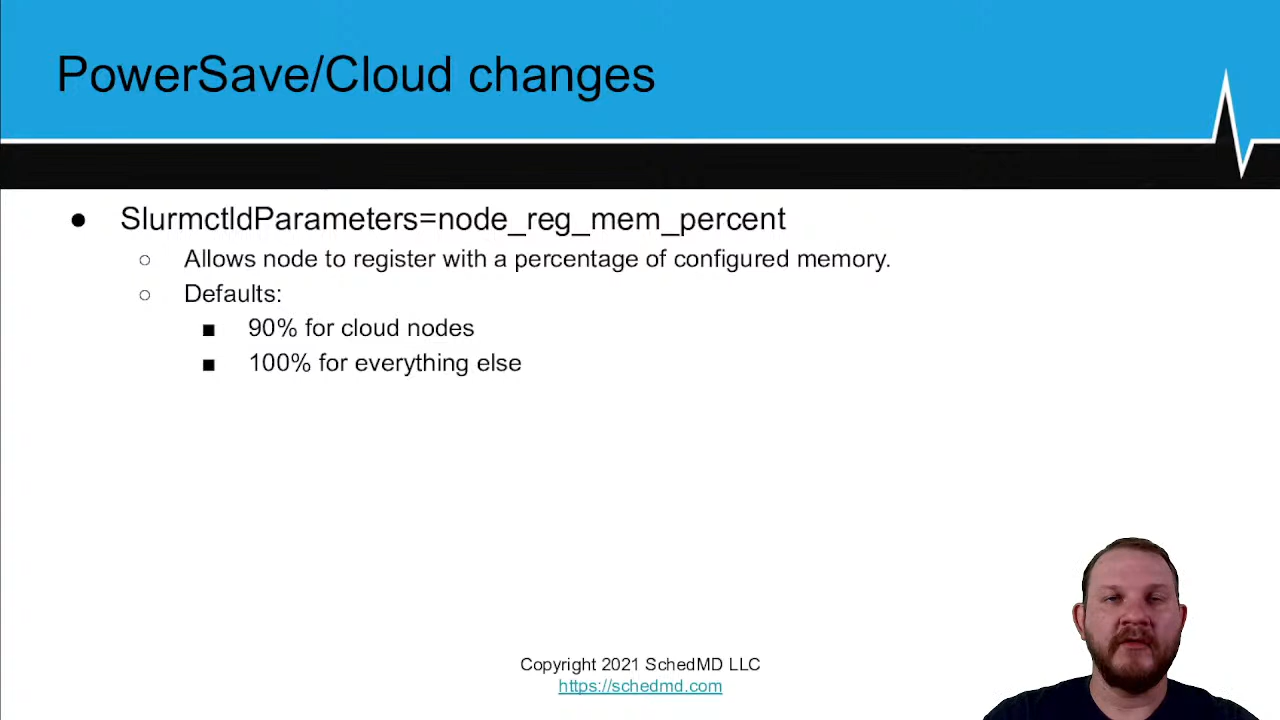 PowerSave/Cloud changes
● SlurmctldParameters=node_reg_mem_percent
○ Allows node to register with a percentage of configured memory.
○ Defaults:
■ 90% for cloud nodes
■ 100% for everything else
Copyright 2021 SchedMD LLC
https://schedmd.com